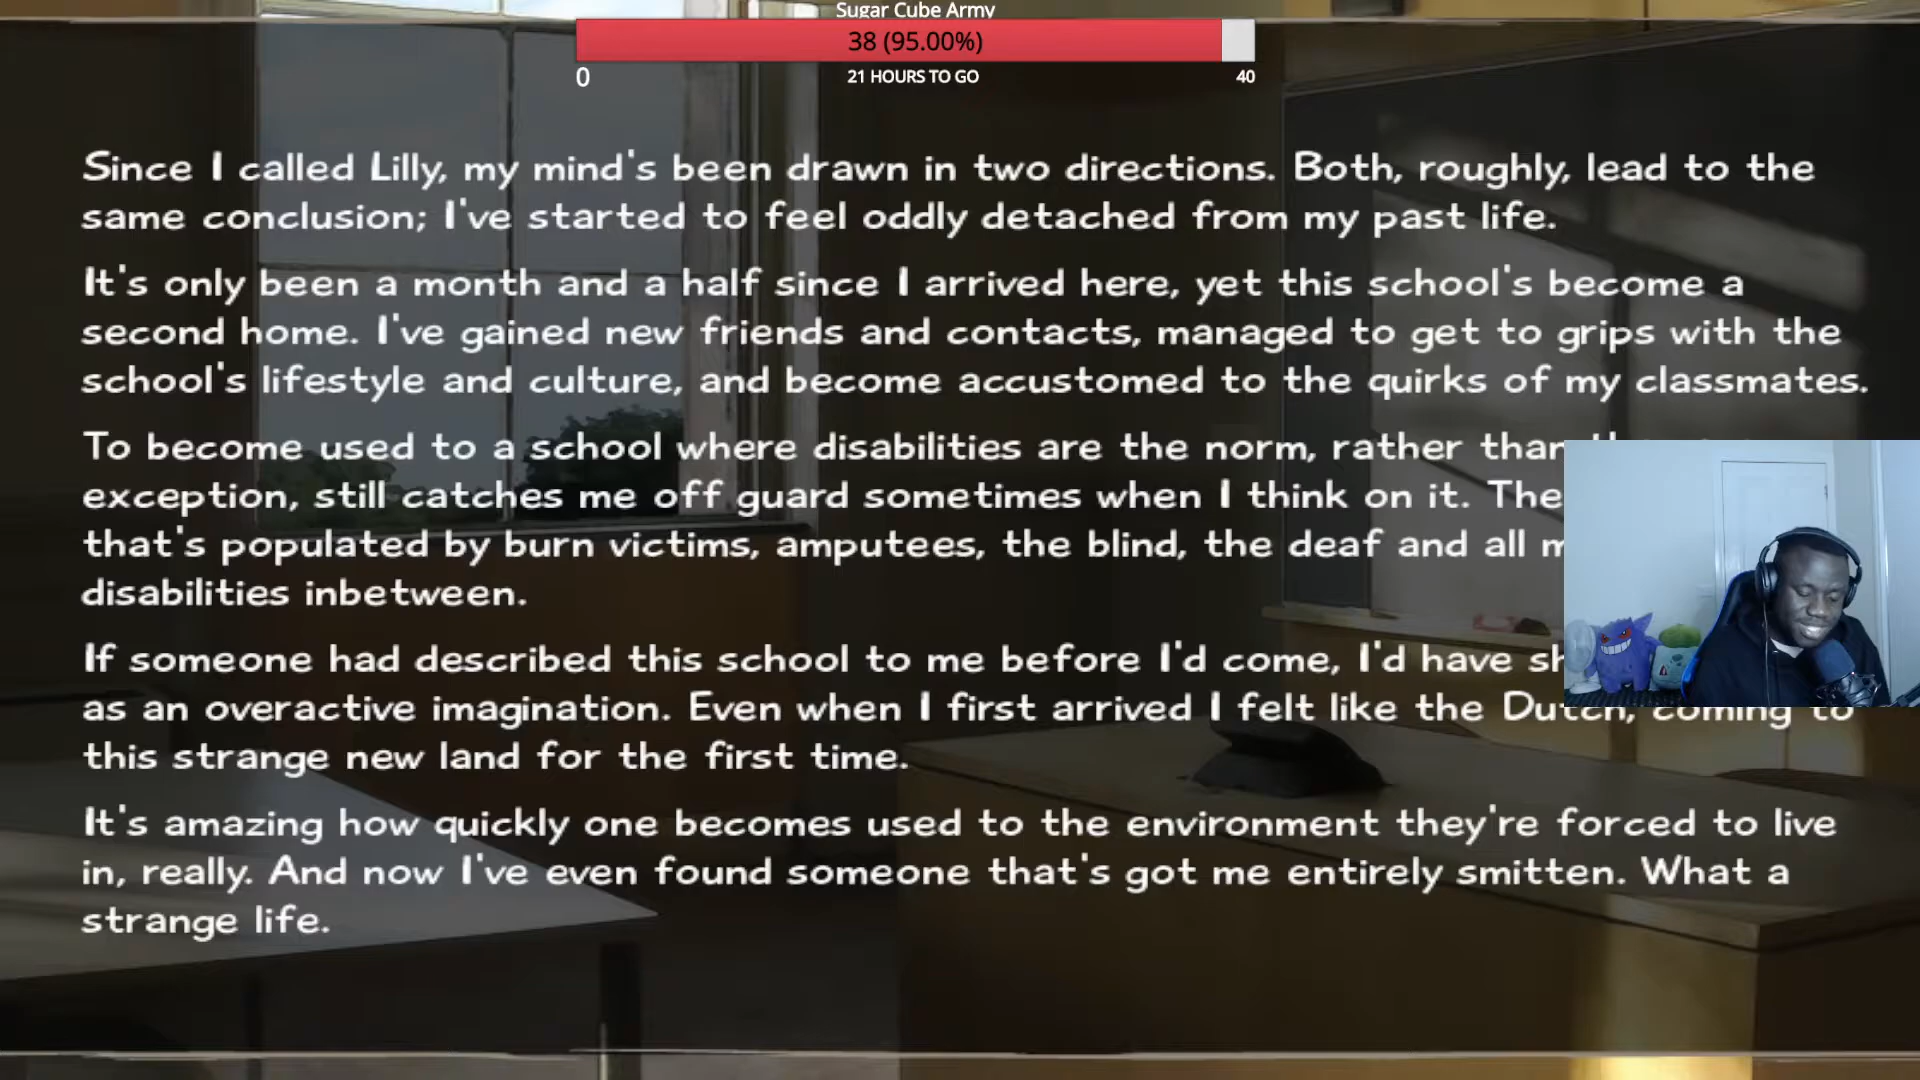 Sugar Cube Army
38 (95.00%)
0 21 HOURS TO GO 40
Since I called Lilly, my mind's been drawn in two directions. Both, roughly, lead to the
same conclusion; I've started to feel oddly detached from my past life.
It's only been a month and a half since I arrived here, yet this school's become a
second home. I've gained new friends and contacts, managed to get to grips with the
school's lifestyle and culture, and become accustomed to the quirks of my classmates.
To become used to a school where disabilities are the norm, rather than
exception, still catches me off guard sometimes when I think on it. The
that's populated by burn victims, amputees, the blind, the deaf and all
disabilities inbetween.
If someone had described this school to me before I'd come, I'd have
as an overactive imagination. Even when I first arrived I felt like the Dutch, coming to
this strange new land for the first time.
It's amazing how quickly one becomes used to the environment they're forced to live
in, really. And now I've even found someone that's got me entirely smitten. What a
strange life.